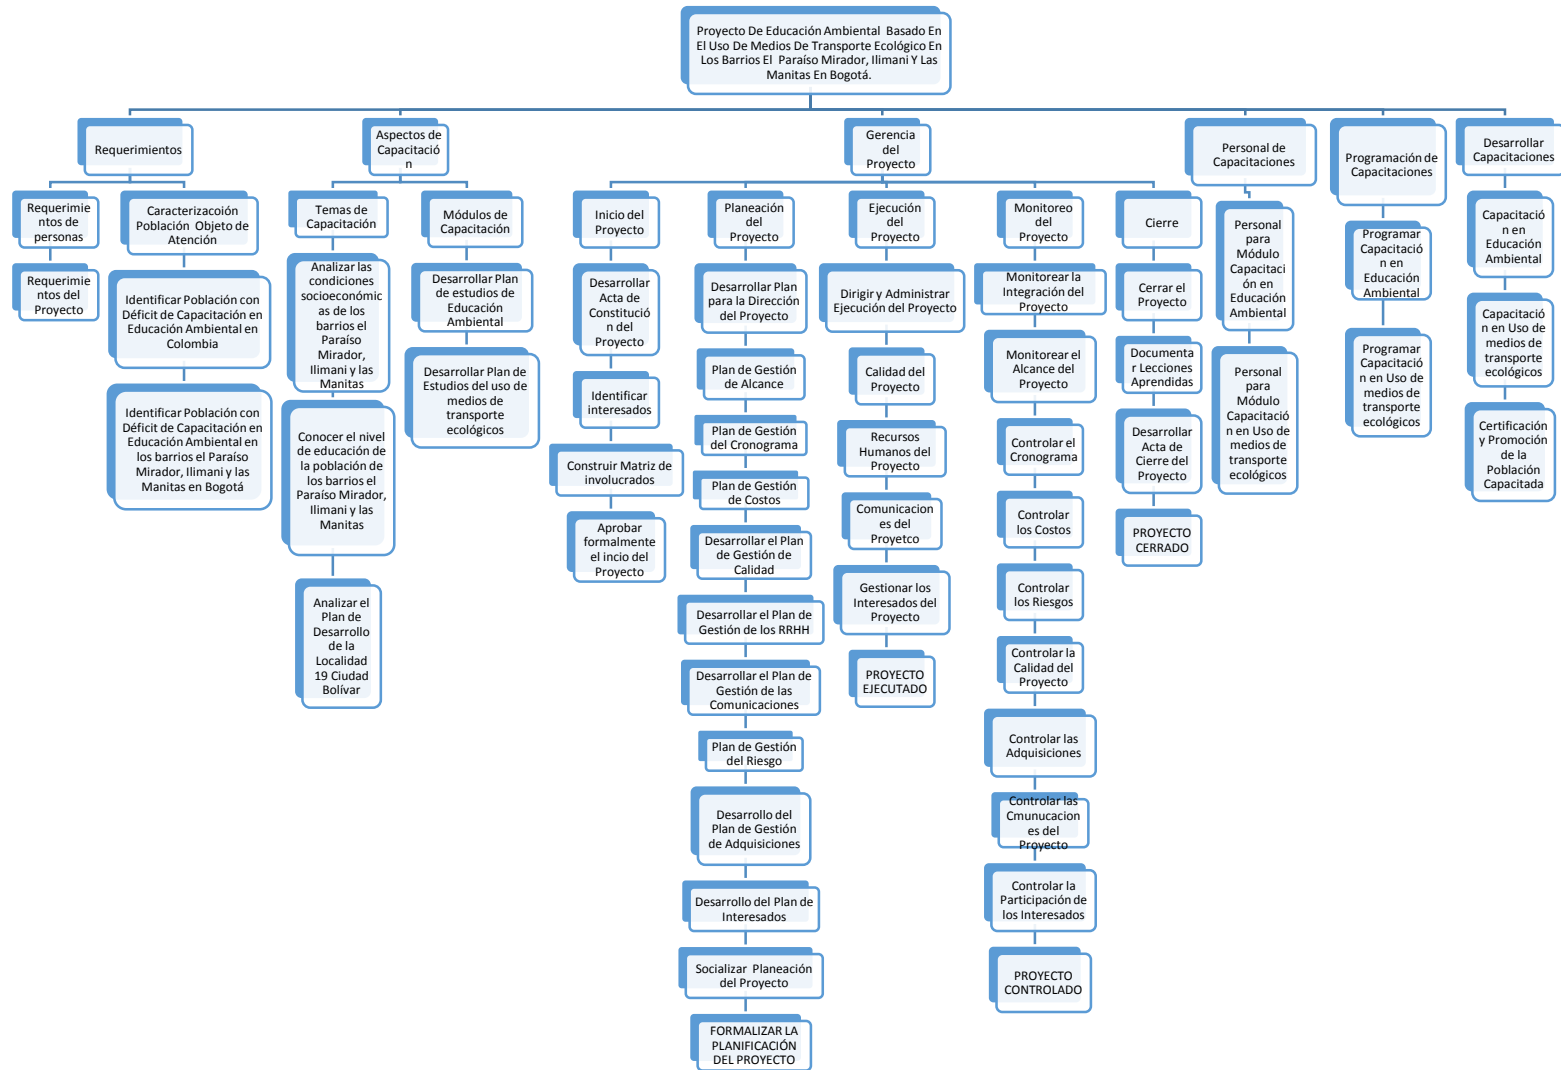 Proyecto De Educación Ambiental Basado En
El Uso De Medios De Transporte Ecológico En
Los Barrios El Paraíso Mirador, Ilimani Y Las
Manitas En Bogotá.
Requerimientos
Aspectos de
Capacitació
n
Gerencia
del
Proyecto
Personal de
Capacitaciones
Programación de
Capacitaciones
Desarrollar
Capacitaciones
Requerimie
ntos de
personas
Requerimie
ntos del
Proyecto
Caracterizacoión
Población Objeto de
Atención
Identificar Población con
Déficit de Capacitación en
Educación Ambiental en
Colombia
Identificar Población con
Déficit de Capacitación en
Educación Ambiental en
los barrios el Paraíso
Mirador, Ilimani y las
Manitas en Bogotá
Temas de
Capacitación
Analizar las
condiciones
socioeconómic
as de los
barrios el
Paraíso
Mirador,
Ilimani y las
Manitas
Conocer el nivel
de educación de
la población de
los barrios el
Paraíso Mirador,
Ilimani y las
Manitas
Analizar el
Plan de
Desarrollo
de la
Localidad
19 Ciudad
Bolívar
Módulos de
Capacitación
Desarrollar Plan
de estudios de
Educación
Ambiental
Desarrollar Plan de
Estudios del uso de
medios de
transporte
ecológicos
Inicio del
Proyecto
Desarrollar
Acta de
Constitució
n del
Proyecto
Identificar
interesados
Construir Matriz de
involucrados
Aprobar
formalmente
el incio del
Proyecto
Planeación
del
Proyecto
Desarrollar Plan
para la Dirección
del Proyecto
Plan de Gestión
de Alcance
Plan de Gestión
del Cronograma
Plan de Gestión
de Costos
Desarrollar el Plan
de Gestión de
Calidad
Desarrollar el Plan de
Gestión de los RRHH
Desarrollar el Plan de
Gestión de las
Comunicaciones
Plan de Gestión
del Riesgo
Desarrollo del
Plan de Gestión
de Adquisiciones
Desarrollo del Plan de
Interesados
Socializar Planeación
del Proyecto
FORMALIZAR LA
PLANIFICACIÓN
DEL PROYECTO
Ejecución
del
Proyecto
Dirigir y Administrar
Ejecución del Proyecto
Calidad del
Proyecto
Recursos
Humanos del
Proyecto
Comunicacion
es del
Proyetco
Gestionar los
Interesados del
Proyecto
PROYECTO
EJECUTADO
Monitoreo
del
Proyecto
Monitorear la
Integración del
Proyecto
Monitorear el
Alcance del
Proyecto
Controlar el
Cronograma
Controlar
los Costos
Controlar
los Riesgos
Controlar la
Calidad del
Proyecto
Controlar las
Adquisiciones
Controlar las
Cmunucacion
es del
Proyecto
Controlar la
Participación de
los Interesados
PROYECTO
CONTROLADO
Cierre
Cerrar el
Proyecto
Documenta
r Lecciones
Aprendidas
Desarrollar
Acta de
Cierre del
Proyecto
PROYECTO
CERRADO
Personal
para
Módulo
Capacitaci
ón en
Educación
Ambiental
Personal
para
Módulo
Capacitació
n en Uso de
medios de
transporte
ecológicos
Programar
Capacitació
n en
Educación
Ambiental
Programar
Capacitació
n en Uso de
medios de
transporte
ecológicos
Capacitació
n en
Educación
Ambiental
Capacitació
n en Uso de
medios de
transporte
ecológicos
Certificación
y Promoción
de la
Población
Capacitada